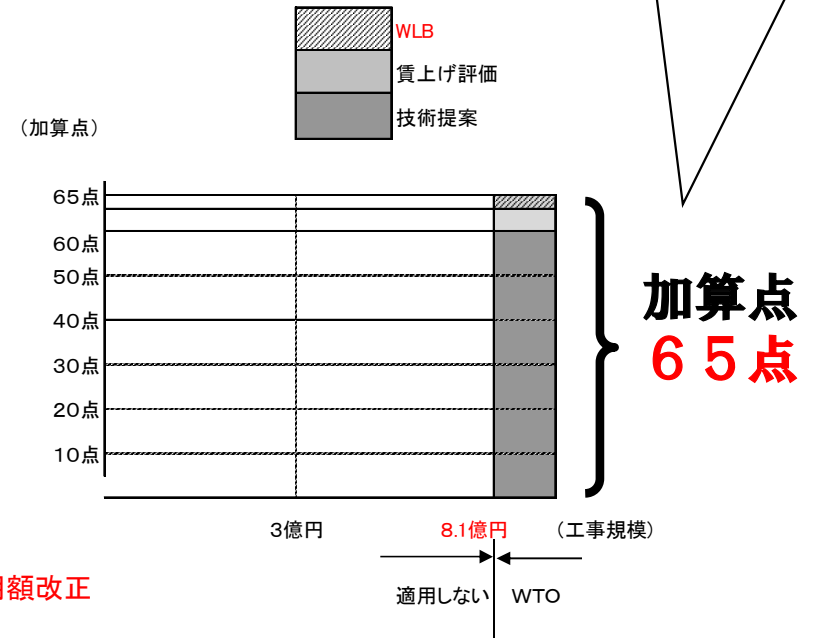 WLB
賃上げ評価
技術提案
（加算点）
65点
60点
50点
40点
30点
20点
10点
加算点
６５点
3億円
8.1億円
（工事規模）
額改正
適用しない
WTO